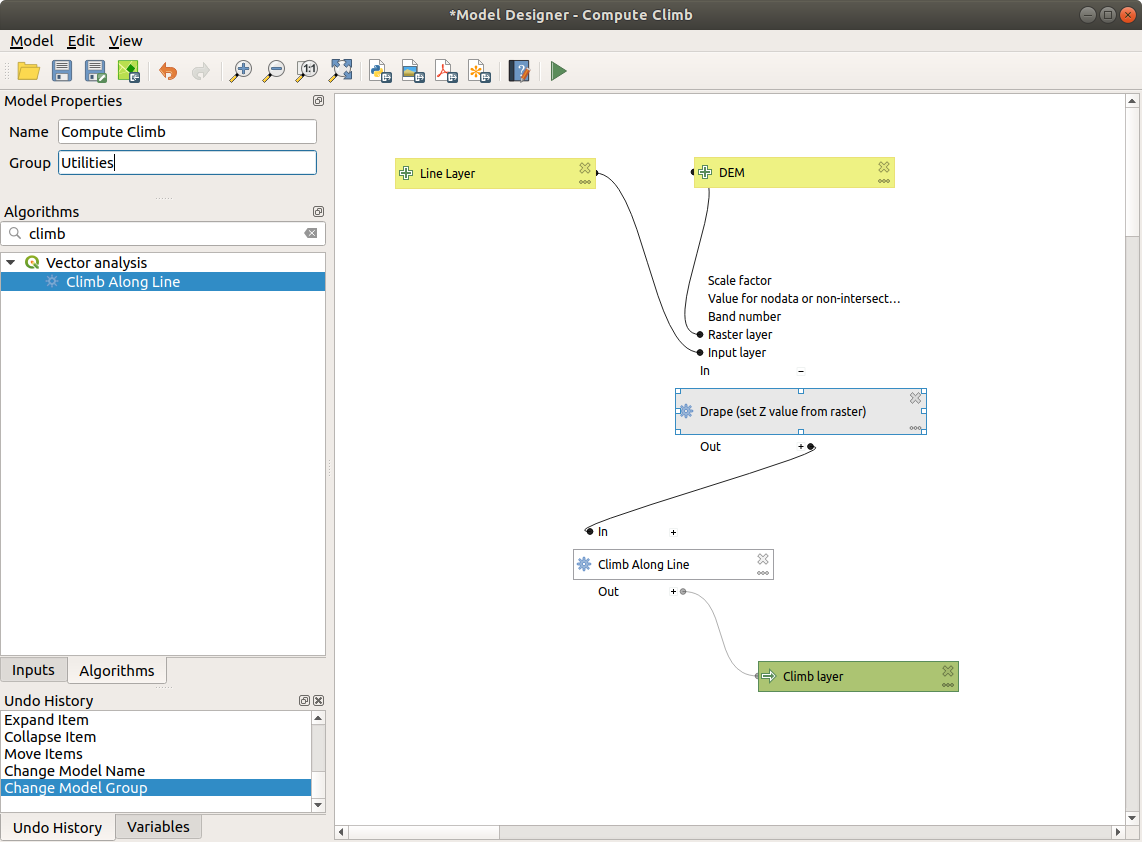 *Model Designer - Compute Climb
Model Edit View
1:1
Model Properties
Name Compute Climb
Group Utilities
Algorithms
climb
Vector analysis
Climb Along Line
Inputs Algorithms
Undo History
Expand Item
Collapse Item
Move Items
Change Model Name
Change Model Group
Undo History Variables
Line Layer
DEM
Scale factor
Value for nodata or non-intersect...
Band number
Raster layer
Input layer
In −
Drape (set Z value from raster)
Out +
In +
Climb Along Line
Out +
Climb layer